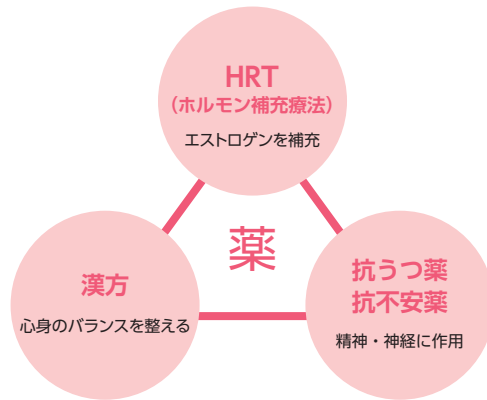 HRT
（ホルモン補充療法）
エストロゲンを補充
薬
漢方
心身のバランスを整える
抗うつ薬
抗不安薬
精神・神経に作用